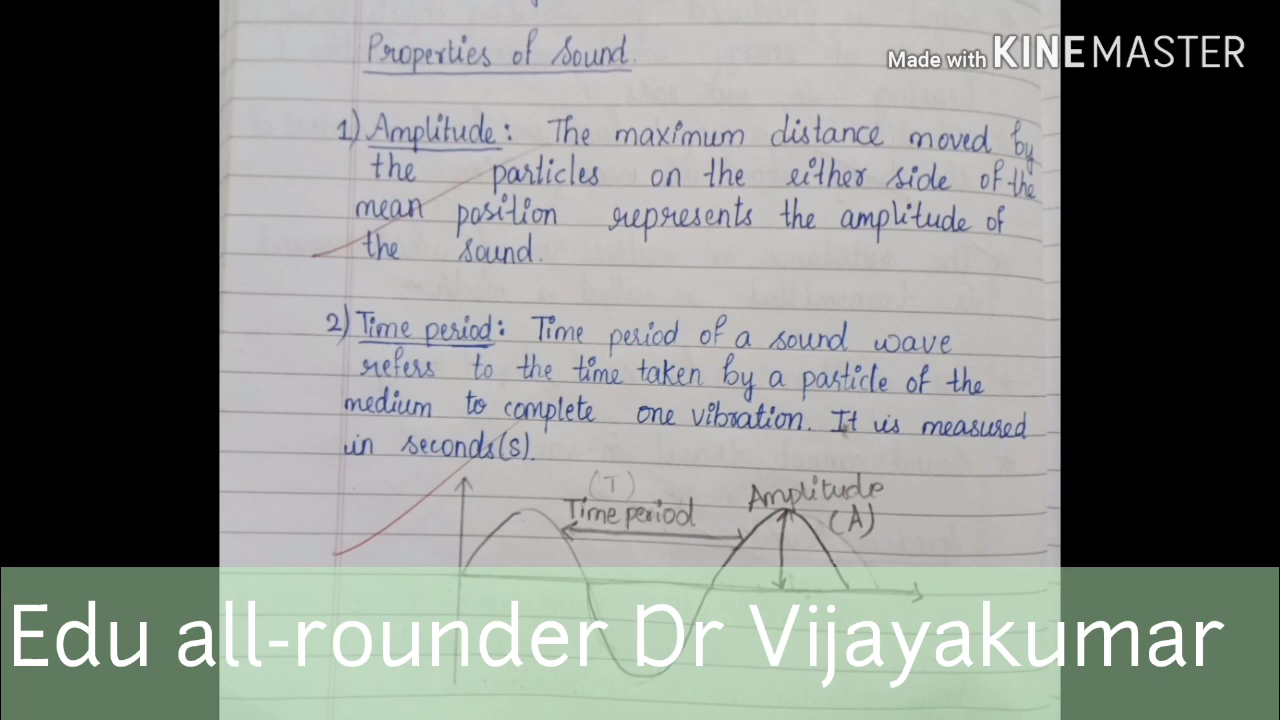 Properties of Sound.
Made with KINEMASTER
1) Amplitude: The maximum distance moved by
the particles on the either side of the
mean position represents the amplitude of
the sound.
2) Time period: Time period of a sound wave
refers to the time taken by a particle of the
medium to complete one vibration. It is measured
in seconds(s).
(T)
Time period
Amplitude
(A)
Edu all-rounder Dr Vijayakumar